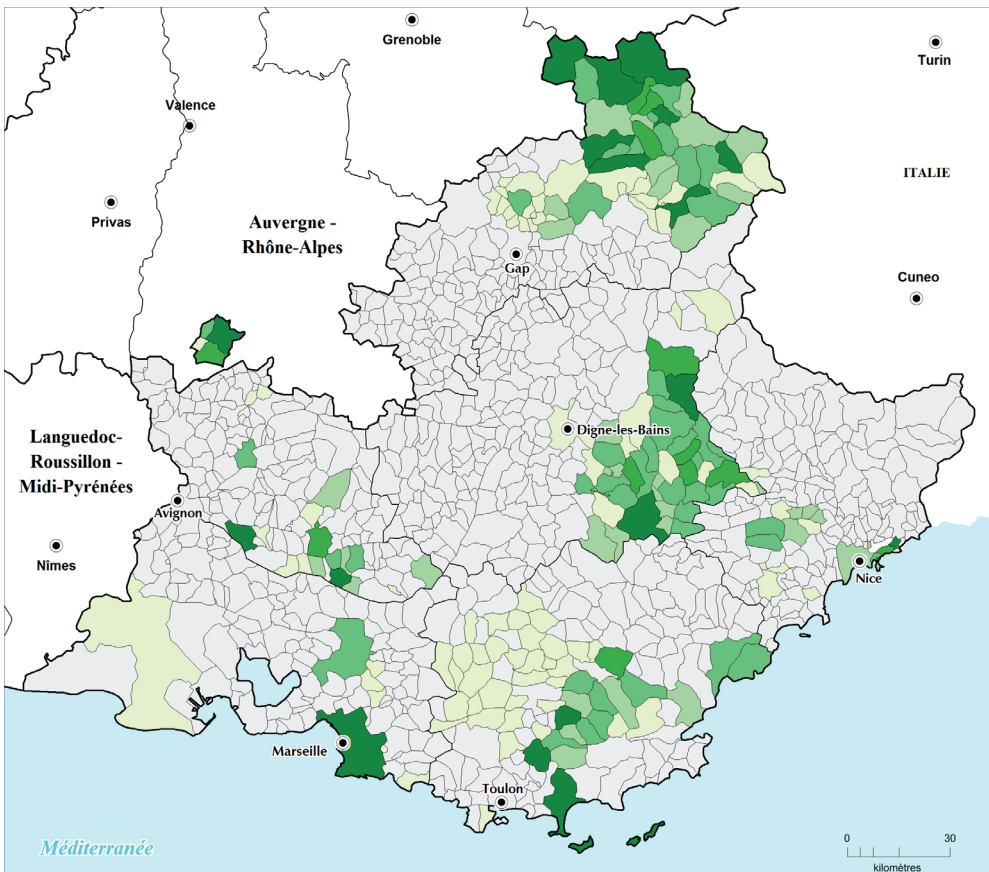 Grenoble
Turin
Valence
ITALIE
Privas
Auvergne -
Rhône-Alpes
Gap
Cuneo
Languedoc-
Roussillon -
Midi-Pyrénées
Digne-les-Bains
Avignon
Nîmes
Nice
Marseille
Toulon
Méditerranée
0 30
kilomètres